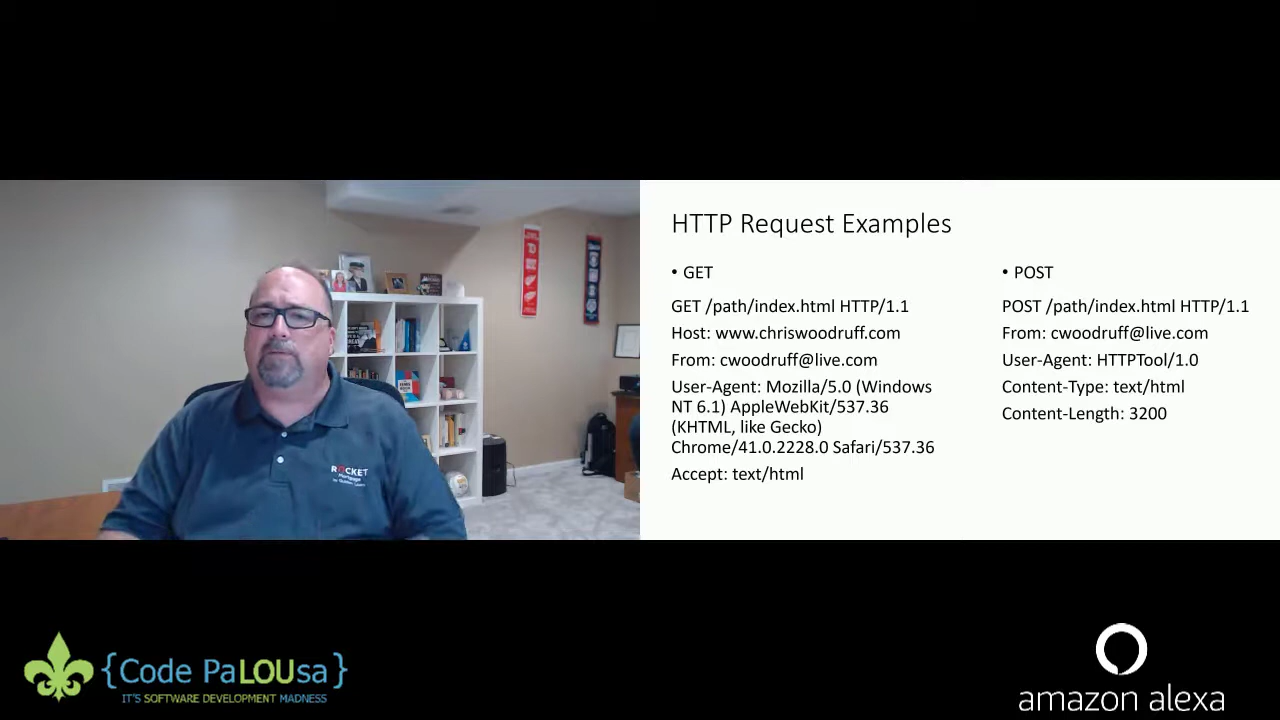 HTTP Request Examples
• GET
GET /path/index.html HTTP/1.1
Host: www.chriswoodruff.com
From: cwoodruff@live.com
User-Agent: Mozilla/5.0 (Windows
NT 6.1) AppleWebKit/537.36
(KHTML, like Gecko)
Chrome/41.0.2228.0 Safari/537.36
Accept: text/html
• POST
POST /path/index.html HTTP/1.1
From: cwoodruff@live.com
User-Agent: HTTPTool/1.0
Content-Type: text/html
Content-Length: 3200
ROCKET
Mortgage
{Code PaLOUsa}
IT'S SOFTWARE DEVELOPMENT MADNESS
amazon alexa